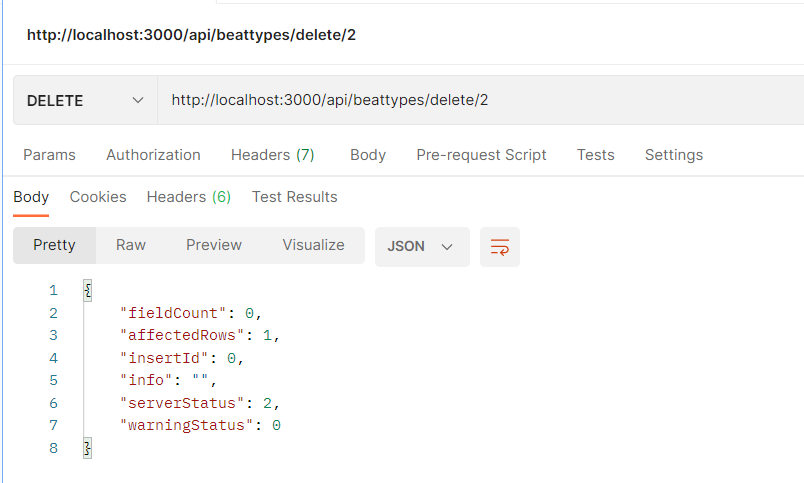 http://localhost:3000/api/beattypes/delete/2
DELETE http://localhost:3000/api/beattypes/delete/2
Params Authorization Headers (7) Body Pre-request Script Tests Settings
Body Cookies Headers (6) Test Results
Pretty Raw Preview Visualize JSON
1 {
2 "fieldCount": 0,
3 "affectedRows": 1,
4 "insertId": 0,
5 "info": "",
6 "serverStatus": 2,
7 "warningStatus": 0
8 }